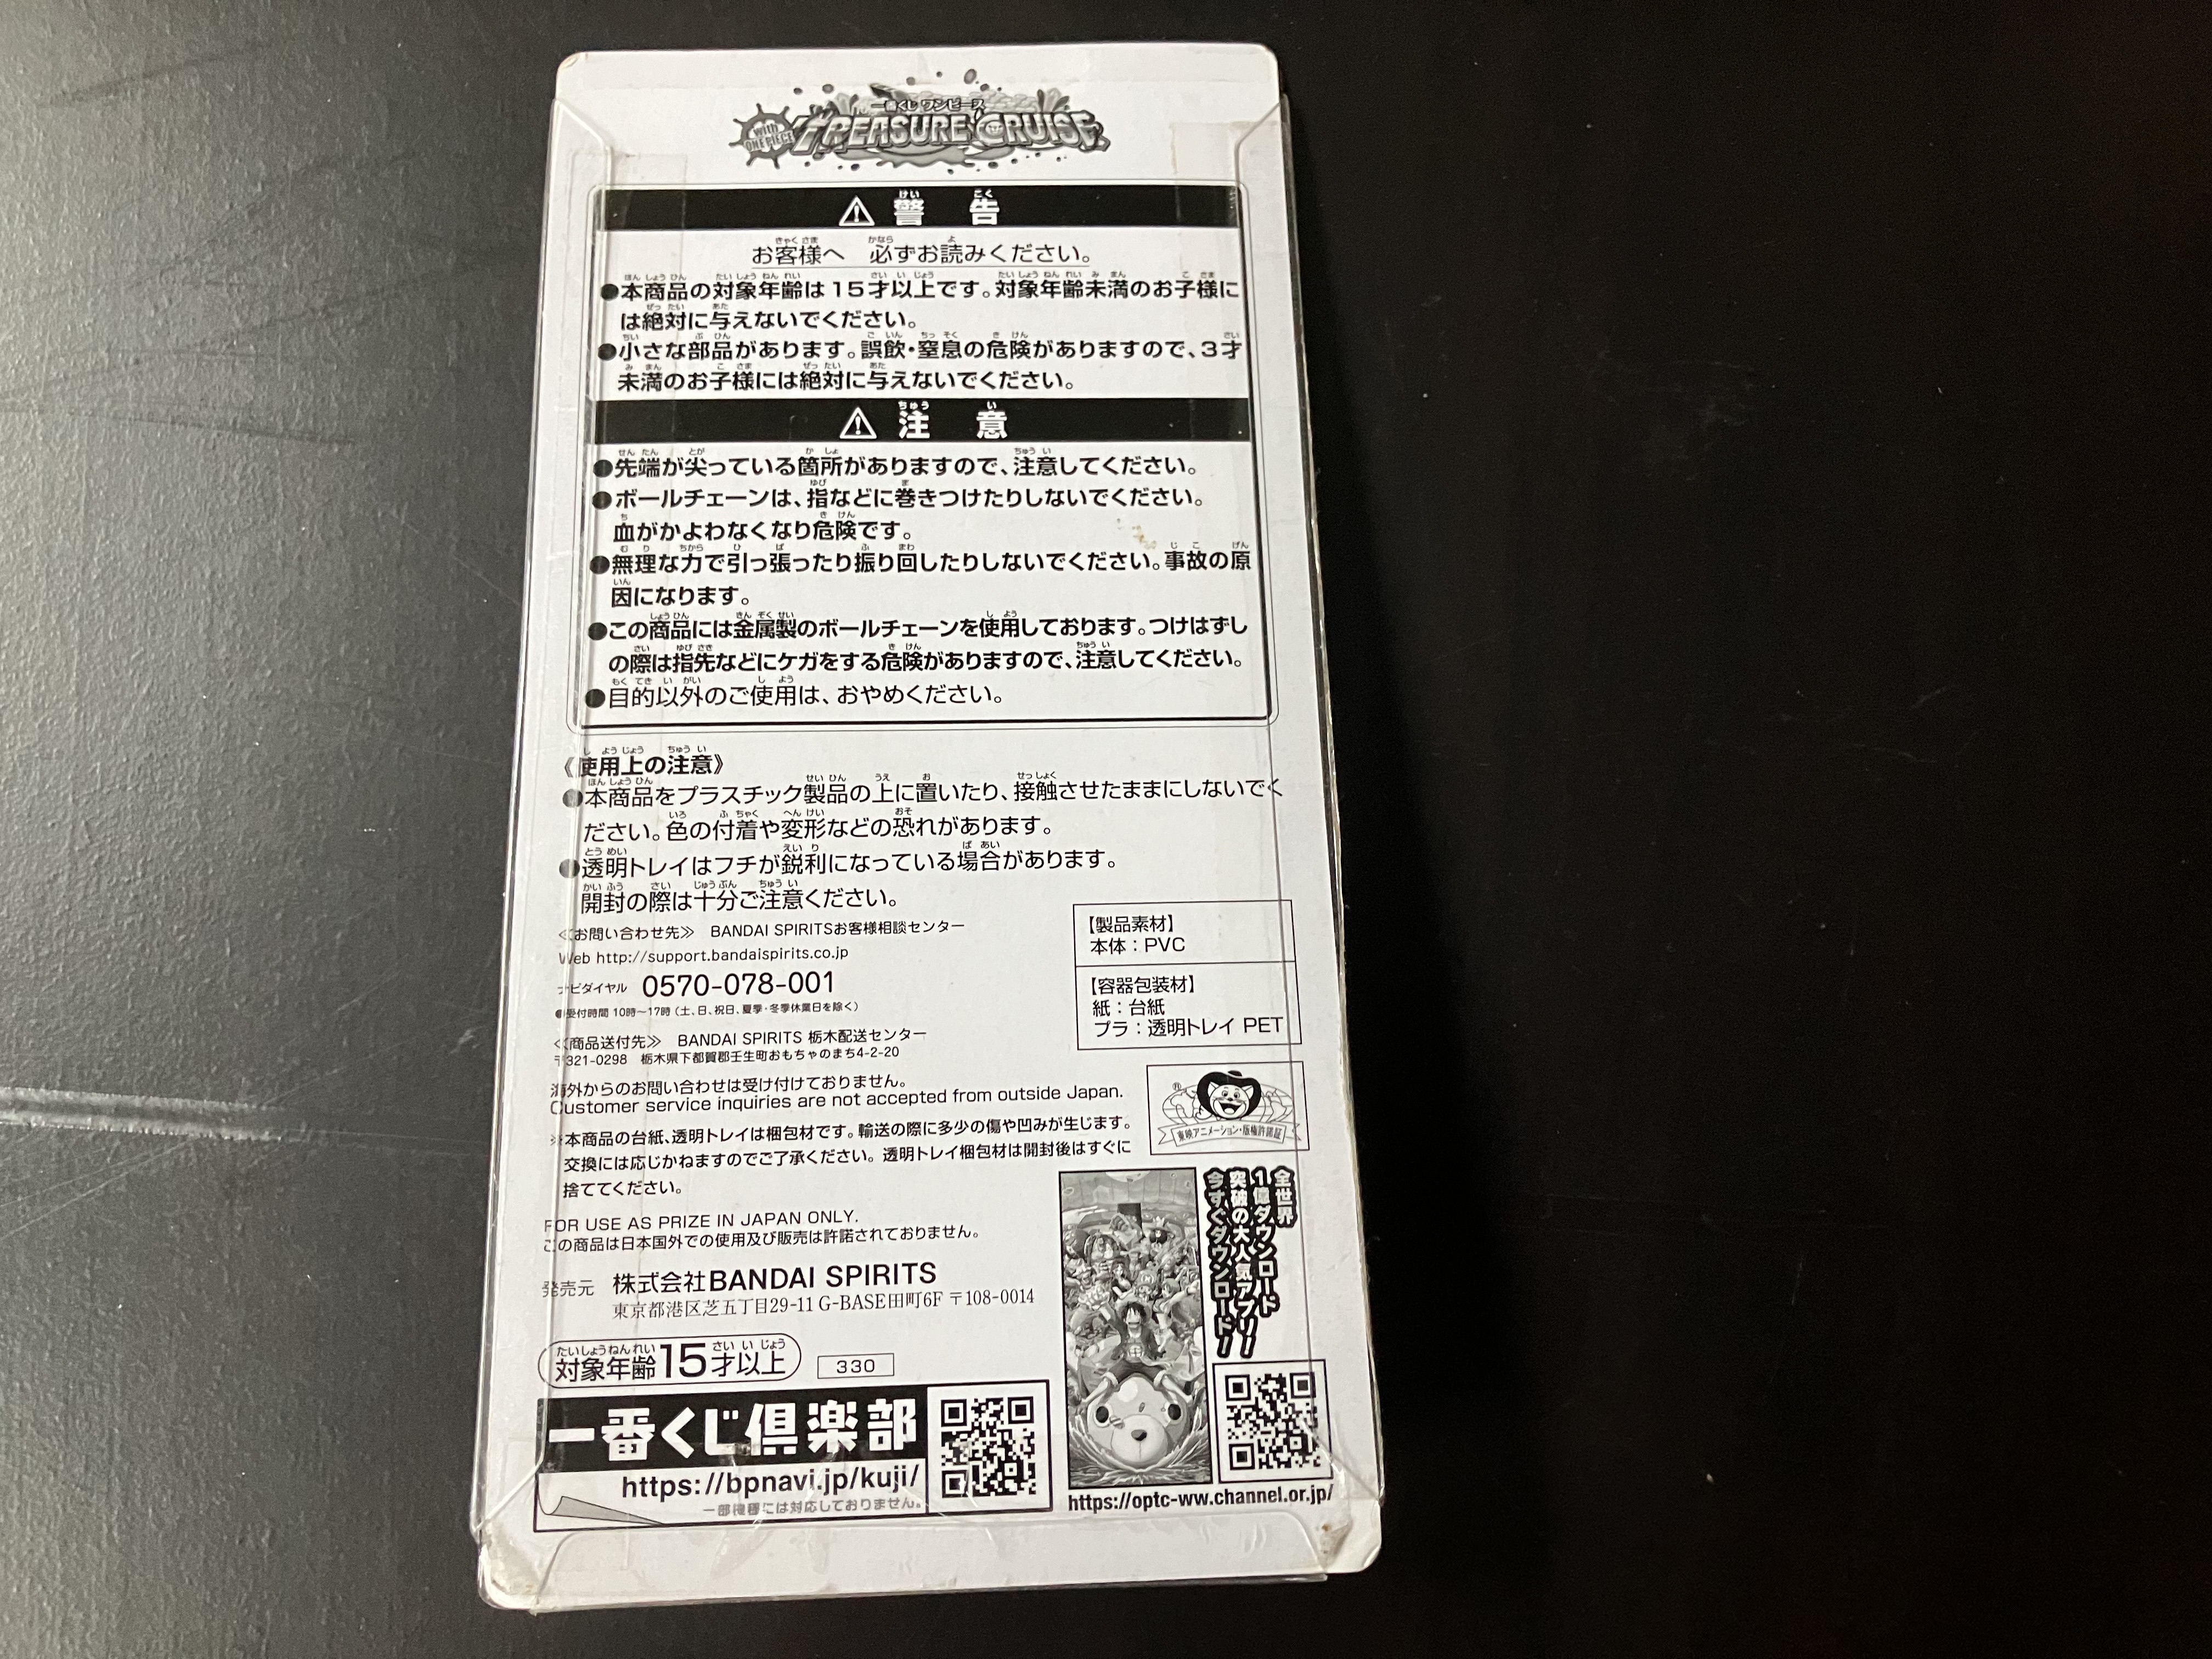 一番くじ ワンピース
with ONE PIECE TREASURE CRUISE
警告
お客様へ 必ずお読みください。
●本商品の対象年齢は15才以上です。対象年齢未満のお子様に
は絶対に与えないでください。
●小さな部品があります。誤飲・窒息の危険がありますので、3才
未満のお子様には絶対に与えないでください。
注意
●先端が尖っている箇所がありますので、注意してください。
●ボールチェーンは、指などに巻きつけたりしないでください。
血がかよわなくなり危険です。
●無理な力で引っ張ったり振り回したりしないでください。事故の原
因になります。
●この商品には金属製のボールチェーンを使用しております。つけはずし
の際は指先などにケガをする危険がありますので、注意してください。
●目的以外のご使用は、おやめください。
《使用上の注意》
●本商品をプラスチック製品の上に置いたり、接触させたままにしないでく
ださい。色の付着や変形などの恐れがあります。
●透明トレイはフチが鋭利になっている場合があります。
開封の際は十分ご注意ください。
≪お問い合わせ先≫ BANDAI SPIRITSお客様相談センター
Web http://support.bandaispirits.co.jp
ナビダイヤル 0570-078-001
●受付時間 10時〜17時(土、日、祝日、夏季・冬季休業日を除く)
≪商品送付先≫ BANDAI SPIRITS 栃木配送センター
〒321-0298 栃木県下都賀郡壬生町おもちゃのまち4-2-20
【製品素材】
本体：PVC
【容器包装材】
紙：台紙
プラ：透明トレイ PET
海外からのお問い合わせは受け付けておりません。
Customer service inquiries are not accepted from outside Japan.
※本商品の台紙、透明トレイは梱包材です。輸送の際に多少の傷や凹みが生じます。
交換には応じかねますのでご了承ください。透明トレイ梱包材は開封後はすぐに
捨ててください。
®
東映アニメーション・版権許諾証
FOR USE AS PRIZE IN JAPAN ONLY.
この商品は日本国外での使用及び販売は許諾されておりません。
発売元 株式会社BANDAI SPIRITS
東京都港区芝五丁目29-11 G-BASE田町6F 〒108-0014
対象年齢15才以上
330
全世界
1億ダウンロード
突破の大人気アプリ!!
今すぐダウンロード!
一番くじ倶楽部
https://bpnavi.jp/kuji/
一部機種には対応しておりません。
https://optc-ww.channel.or.jp/